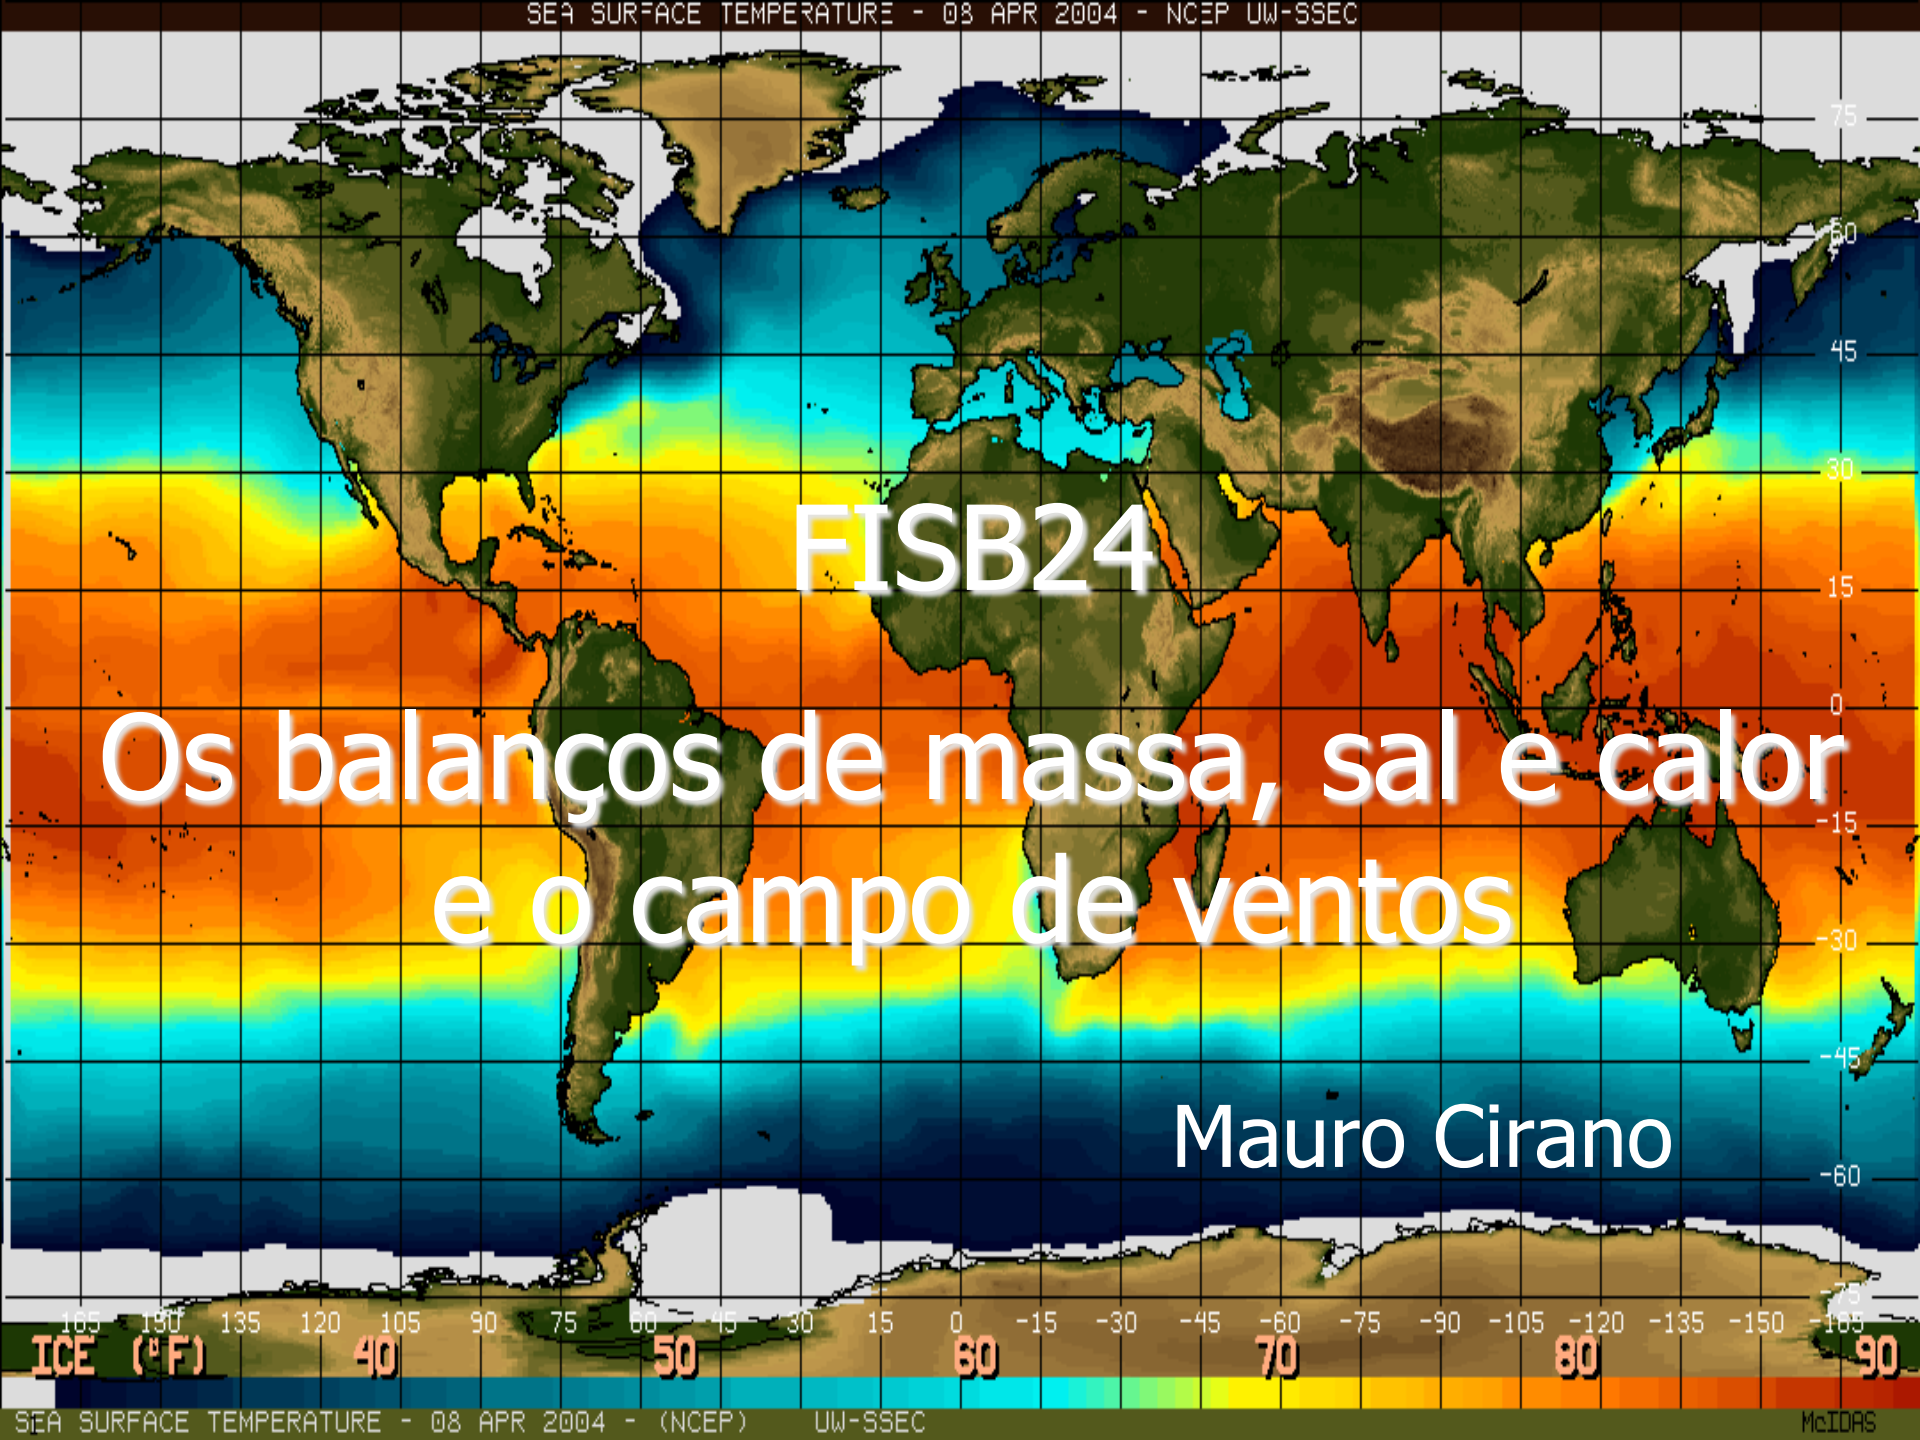 SEA SURFACE TEMPERATURE - 08 APR 2004 - NCEP UW-SSEC
75
60
45
30
FISB24
15
0
Os balanços de massa, sal e calor
-15
e o campo de ventos
-30
-45
Mauro Cirano
-60
-75
165 150 135 120 105 90 75 60 45 30 15 0 -15 -30 -45 -60 -75 -90 -105 -120 -135 -150 -165
ICE (°F) 40 50 60 70 80 90
SEA SURFACE TEMPERATURE - 08 APR 2004 - (NCEP) UW-SSEC McIDAS
1